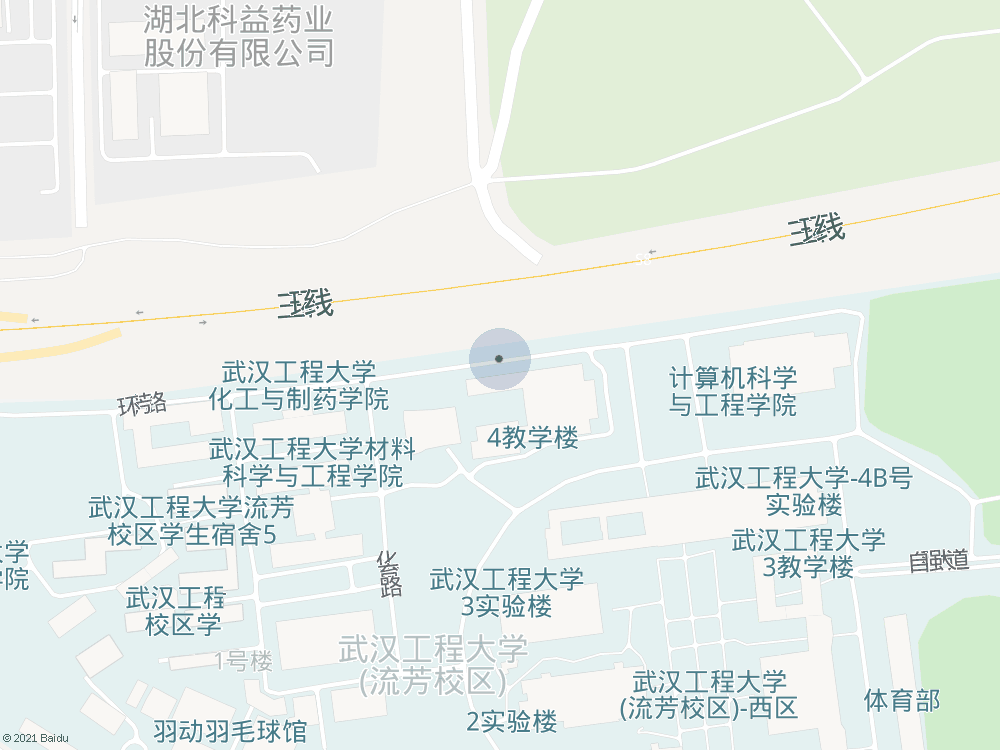 湖北科益药业
股份有限公司
三环线
三环线
武汉工程大学
化工与制药学院
计算机科学
与工程学院
环湾路
4教学楼
武汉工程大学材料
科学与工程学院
武汉工程大学-4B号
实验楼
武汉工程大学流芳
校区学生宿舍5
武汉工程大学
3教学楼
大学
学院
化育路
自强大道
武汉工程大学
3实验楼
武汉工程
校区学
武汉工程大学
(流芳校区)
1号楼
武汉工程大学
(流芳校区)-西区
体育部
2实验楼
羽动羽毛球馆
© 2021 Baidu